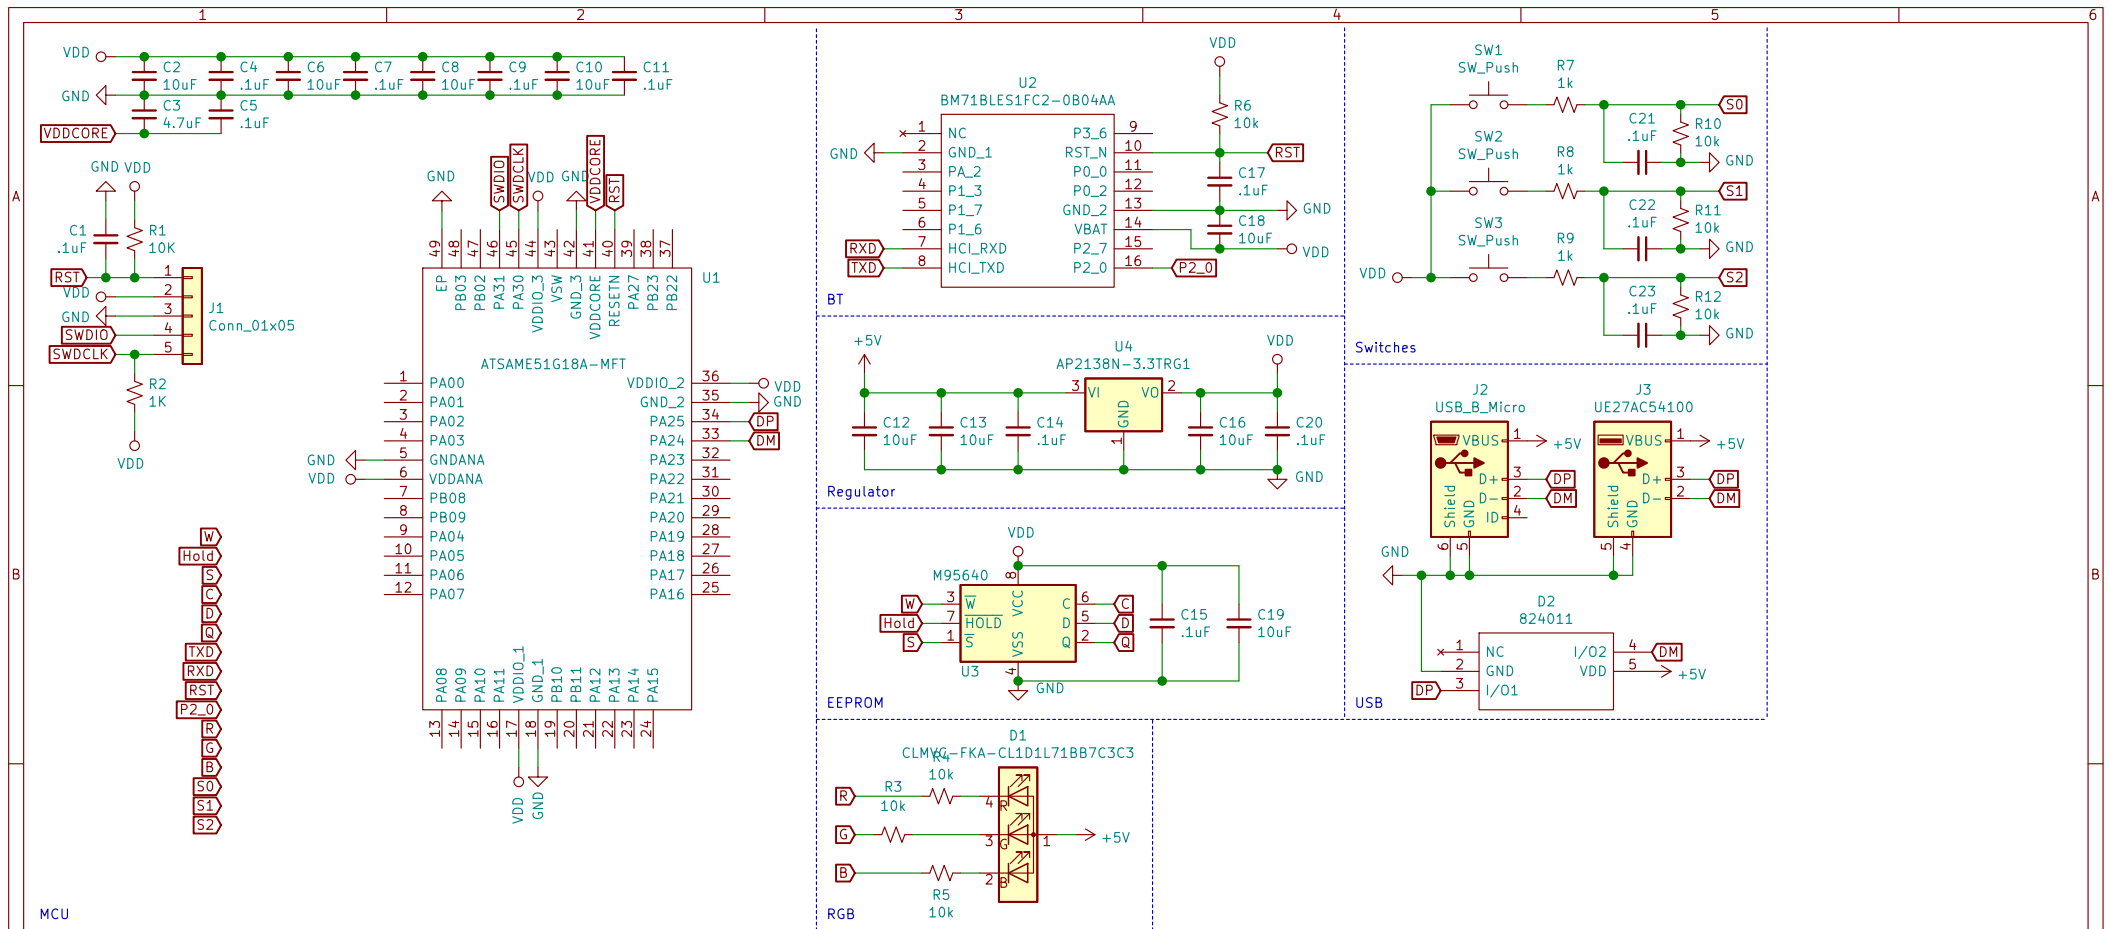 1 2 3 4 5 6
A
B
A
B
VDD
GND
VDDCORE
C2
10uF
C4
.1uF
C6
10uF
C7
.1uF
C8
10uF
C9
.1uF
C10
10uF
C11
.1uF
C3
4.7uF
C5
.1uF
GND VDD
C1
.1uF
R1
10K
RST
VDD
GND
SWDIO
SWDCLK
1
2
3
4
5
J1
Conn_01x05
R2
1K
VDD
W
Hold
S
C
D
Q
TXD
RXD
RST
P2_0
R
G
B
S0
S1
S2
MCU
GND
SWDIO
SWDCLK
VDD
GND
VDDCORE
RST
49 48 47 46 45 44 43 42 41 40 39 38 37
EP
PB03
PB02
PA31
PA30
VDDIO_3
VSW
GND_3
VDDCORE
RESETN
PA27
PB23
PB22
U1
ATSAME51G18A-MFT
1 PA00
2 PA01
3 PA02
4 PA03
GND 5 GNDANA
VDD 6 VDDANA
7 PB08
8 PB09
9 PA04
10 PA05
11 PA06
12 PA07
VDDIO_2 36 VDD
GND_2 35 GND
PA25 34 DP
PA24 33 DM
PA23 32
PA22 31
PA21 30
PA20 29
PA19 28
PA18 27
PA17 26
PA16 25
PA08
PA09
PA10
PA11
VDDIO_1
GND_1
PB10
PB11
PA12
PA13
PA14
PA15
13 14 15 16 17 18 19 20 21 22 23 24
VDD
GND
U2
BM71BLES1FC2-0B04AA
1 NC
GND 2 GND_1
3 PA_2
4 P1_3
5 P1_7
6 P1_6
RXD 7 HCI_RXD
TXD 8 HCI_TXD
P3_6 9
RST_N 10 RST
P0_0 11
P0_2 12
GND_2 13 GND
VBAT 14
P2_7 15
P2_0 16 P2_0
VDD
R6
10k
C17
.1uF
C18
10uF
VDD
BT
+5V
C12
10uF
C13
10uF
C14
.1uF
U4
AP2138N-3.3TRG1
3 VI
VO 2
GND
1
C16
10uF
VDD
C20
.1uF
GND
Regulator
VDD
M95640
8
VCC
W 3 W
Hold 7 HOLD
S 1 S
C 6 C
D 5 D
Q 2 Q
VSS
4
U3
GND
C15
.1uF
C19
10uF
EEPROM
D1
CLMVC-FKA-CL1D1L71BB7C3C3
R4
10k
R3
10k
R
G
B
4 R
3 G
2 B
1
+5V
R5
10k
RGB
SW1
SW_Push
R7
1k
S0
C21
.1uF
R10
10k
GND
SW2
SW_Push
R8
1k
S1
C22
.1uF
R11
10k
GND
SW3
SW_Push
R9
1k
VDD
S2
C23
.1uF
R12
10k
GND
Switches
J2
USB_B_Micro
VBUS 1 +5V
D+ 3 DP
D- 2 DM
ID 4
Shield
GND
6 5
J3
UE27AC54100
VBUS 1 +5V
D+ 3 DP
D- 2 DM
Shield
GND
5 4
GND
D2
824011
1 NC
2 GND
DP 3 I/O1
I/O2 4 DM
VDD 5 +5V
USB